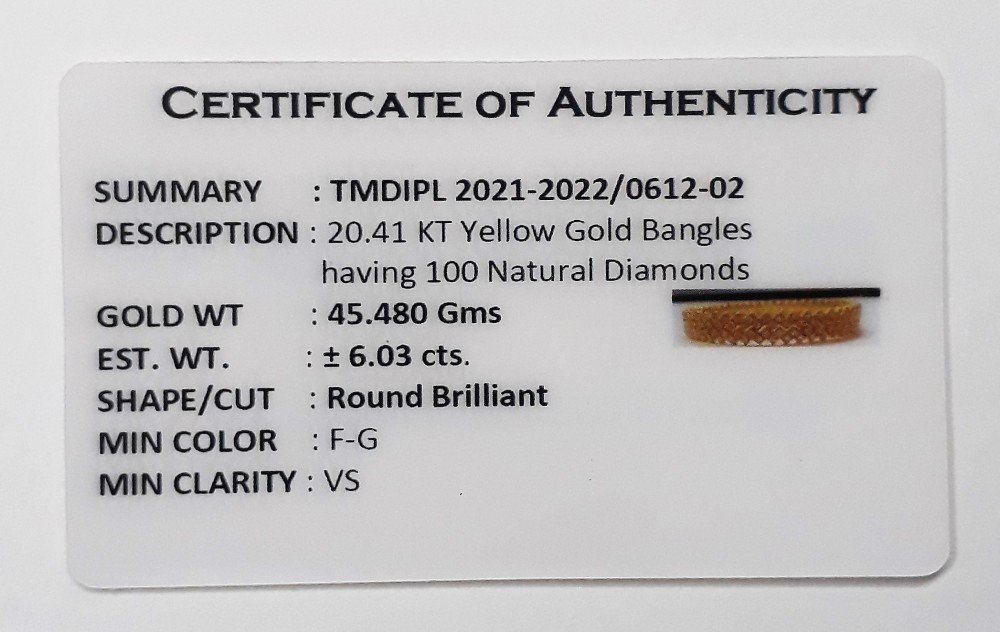 CERTIFICATE OF AUTHENTICITY
SUMMARY : TMDIPL 2021-2022/0612-02
DESCRIPTION : 20.41 KT Yellow Gold Bangles
having 100 Natural Diamonds
GOLD WT : 45.480 Gms
EST. WT. : ± 6.03 cts.
SHAPE/CUT : Round Brilliant
MIN COLOR : F-G
MIN CLARITY : VS